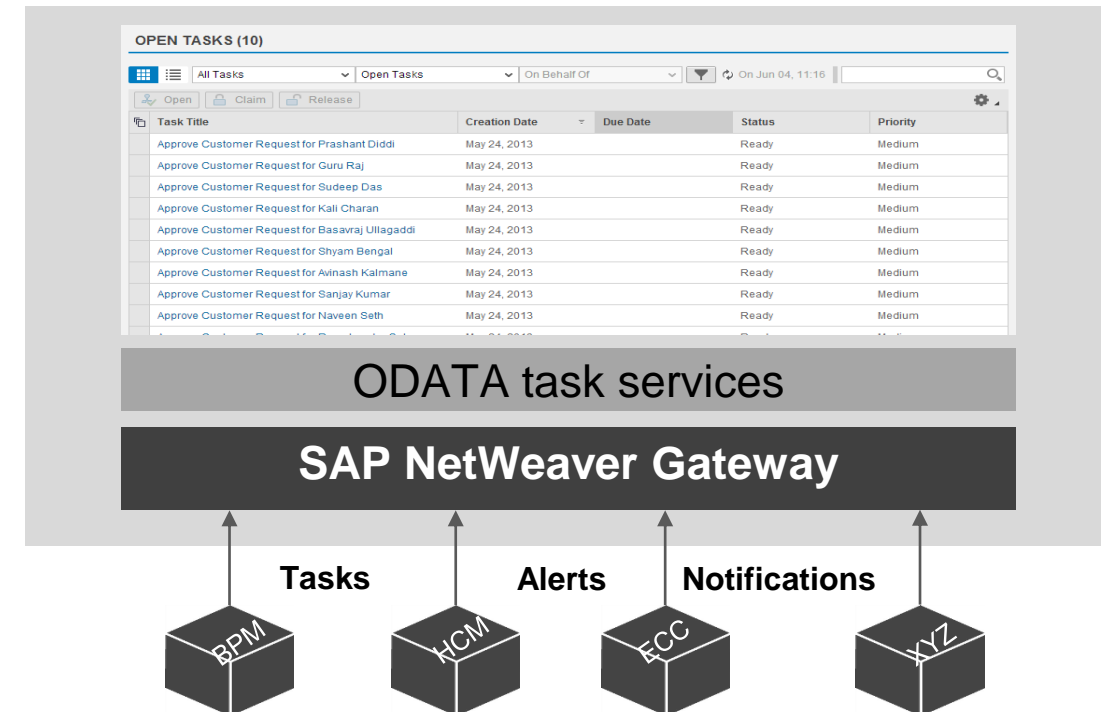 OPEN TASKS (10)
All Tasks Open Tasks On Behalf Of On Jun 04, 11:16
Open Claim Release
Task Title Creation Date Due Date Status Priority
Approve Customer Request for Prashant Diddi May 24, 2013 Ready Medium
Approve Customer Request for Guru Raj May 24, 2013 Ready Medium
Approve Customer Request for Sudeep Das May 24, 2013 Ready Medium
Approve Customer Request for Kali Charan May 24, 2013 Ready Medium
Approve Customer Request for Basavraj Ullagaddi May 24, 2013 Ready Medium
Approve Customer Request for Shyam Bengal May 24, 2013 Ready Medium
Approve Customer Request for Avinash Kalmane May 24, 2013 Ready Medium
Approve Customer Request for Sanjay Kumar May 24, 2013 Ready Medium
Approve Customer Request for Naveen Seth May 24, 2013 Ready Medium
ODATA task services
SAP NetWeaver Gateway
Tasks Alerts Notifications
BPM HCM ECC XYZ